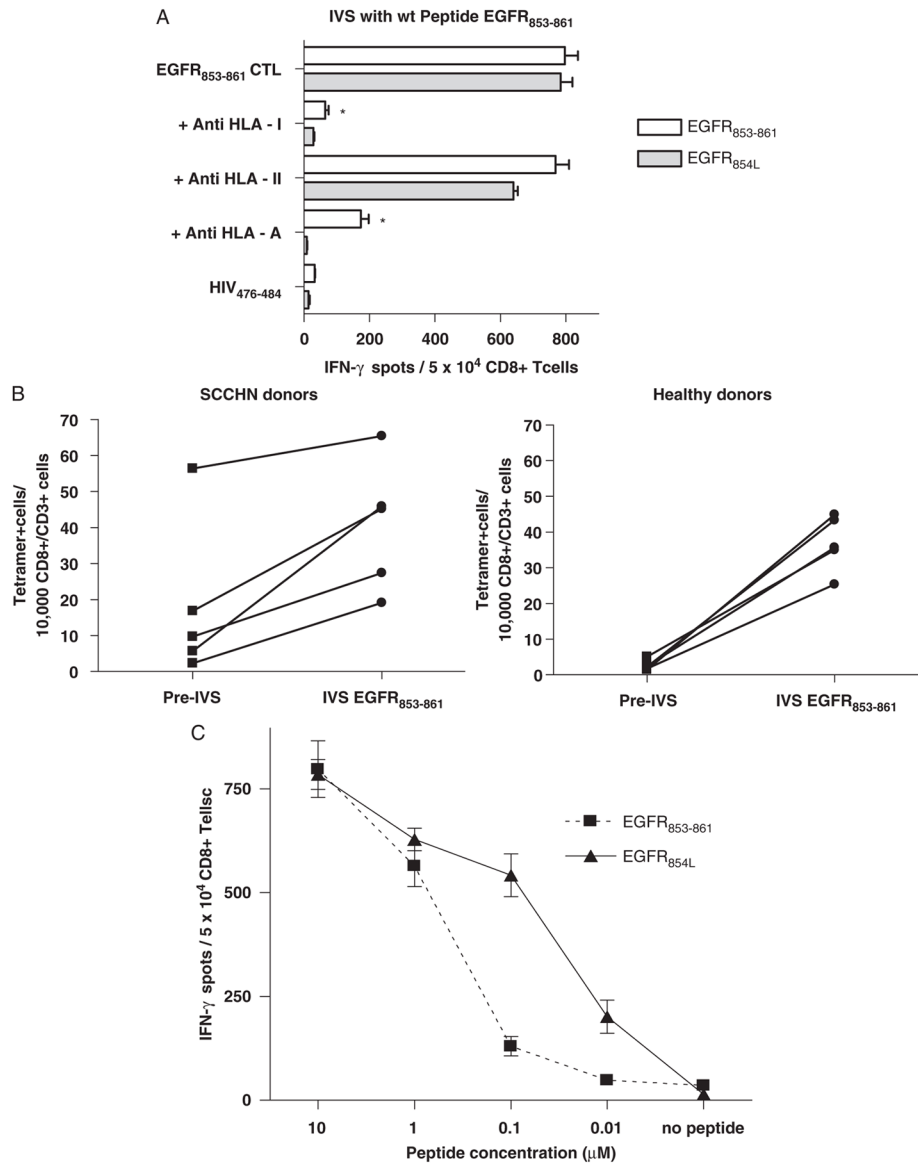 A
IVS with wt Peptide EGFR853-861
EGFR853-861 CTL
+ Anti HLA - I
*
+ Anti HLA - II
+ Anti HLA - A
*
HIV476-484
EGFR853-861
EGFR854L
0 200 400 600 800
IFN-γ spots / 5 x 10⁴ CD8+ Tcells
B
SCCHN donors
Tetramer+cells/
10,000 CD8+/CD3+ cells
70
60
50
40
30
20
10
0
Pre-IVS IVS EGFR853-861
Healthy donors
Tetramer+cells/
10,000 CD8+/CD3+ cells
70
60
50
40
30
20
10
0
Pre-IVS IVS EGFR853-861
C
IFN-γ spots / 5 x 10⁴ CD8+ Tellsc
750
500
250
0
EGFR853-861
EGFR854L
10 1 0.1 0.01 no peptide
Peptide concentration (μM)